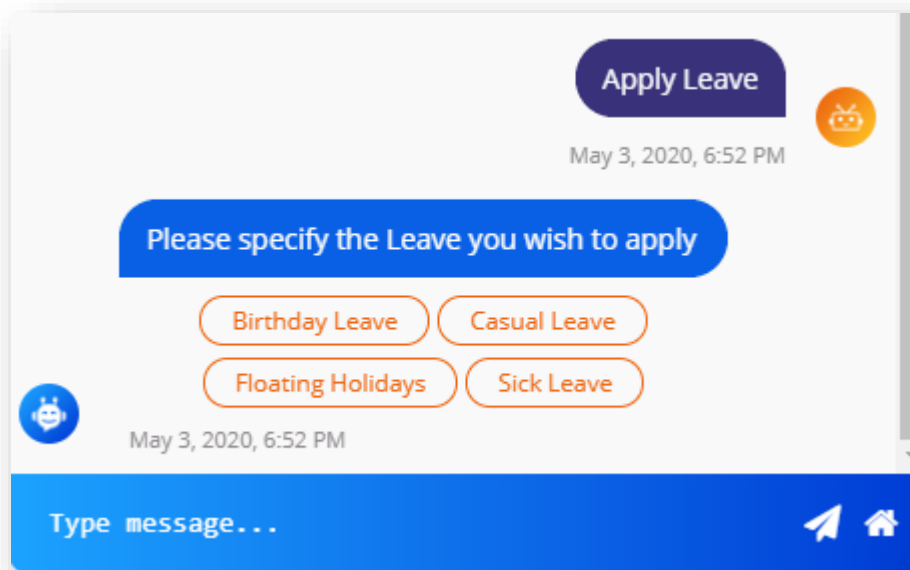 Apply Leave
May 3, 2020, 6:52 PM
Please specify the Leave you wish to apply
Birthday Leave Casual Leave
Floating Holidays Sick Leave
May 3, 2020, 6:52 PM
Type message...